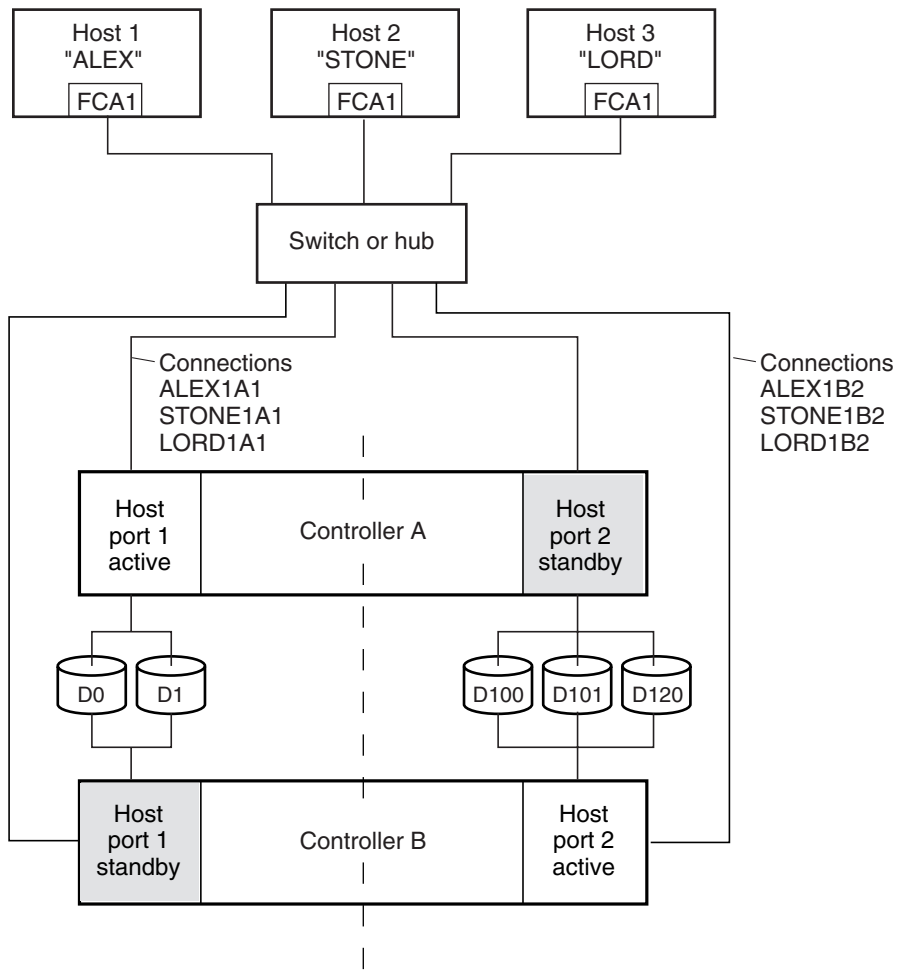 Host 1
"ALEX"
FCA1
Host 2
"STONE"
FCA1
Host 3
"LORD"
FCA1
Switch or hub
Connections
ALEX1A1
STONE1A1
LORD1A1
Connections
ALEX1B2
STONE1B2
LORD1B2
Host
port 1
active
Controller A
Host
port 2
standby
D0
D1
D100
D101
D120
Host
port 1
standby
Controller B
Host
port 2
active